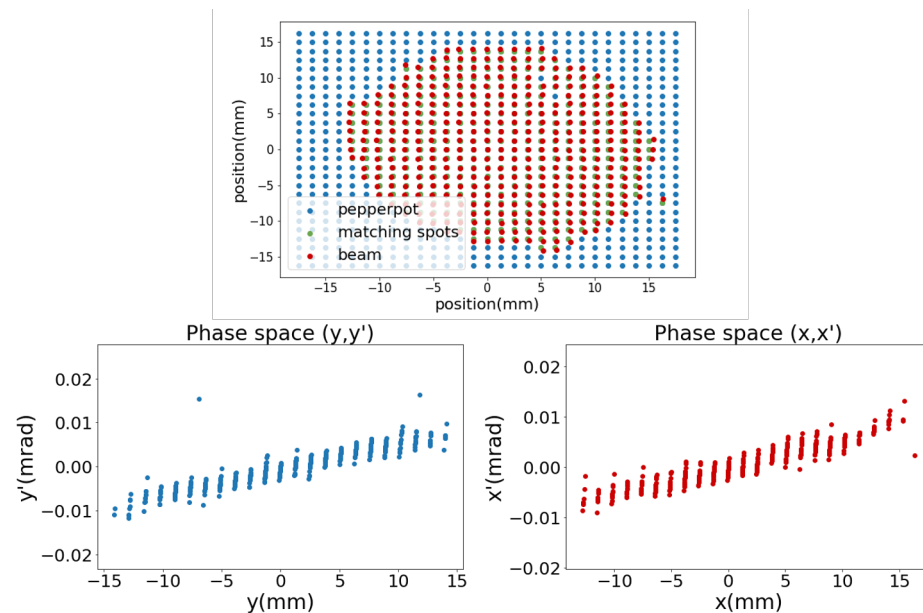 position(mm)
15
10
5
0
−5
−10
−15
pepperpot
matching spots
beam
−15 −10 −5 0 5 10 15
position(mm)
Phase space (y,y')
y'(mrad)
0.02
0.01
0.00
−0.01
−0.02
−15 −10 −5 0 5 10 15
y(mm)
Phase space (x,x')
x'(mrad)
0.02
0.01
0.00
−0.01
−0.02
−10 −5 0 5 10 15
x(mm)